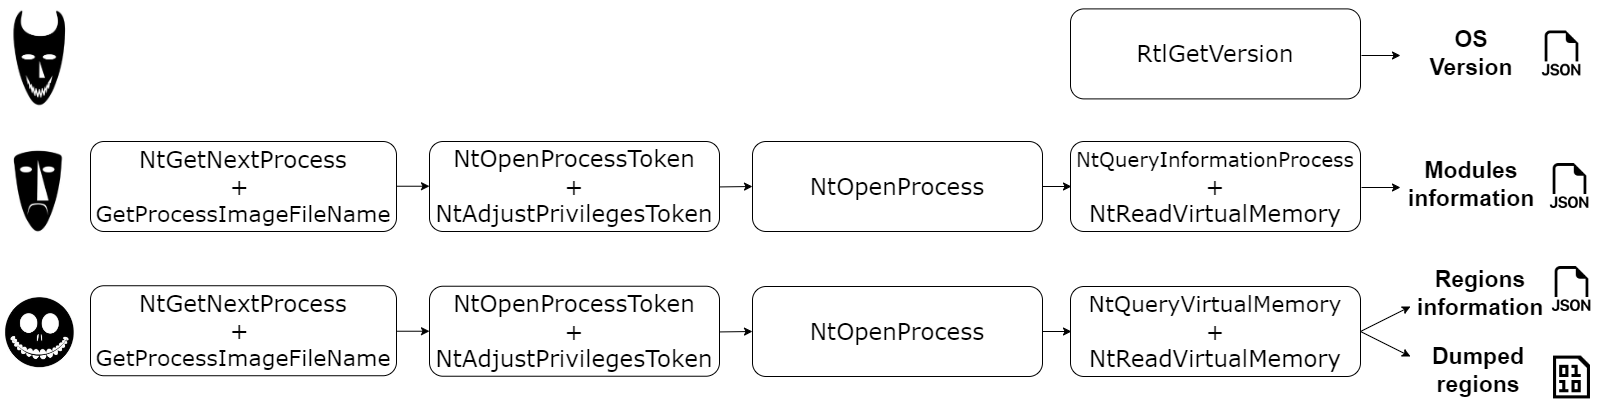 RtlGetVersion
OS
Version
JSON
NtGetNextProcess
+
GetProcessImageFileName
NtOpenProcessToken
+
NtAdjustPrivilegesToken
NtOpenProcess
NtQueryInformationProcess
+
NtReadVirtualMemory
Modules
information
JSON
NtGetNextProcess
+
GetProcessImageFileName
NtOpenProcessToken
+
NtAdjustPrivilegesToken
NtOpenProcess
NtQueryVirtualMemory
+
NtReadVirtualMemory
Regions
information
JSON
Dumped
regions
01
10